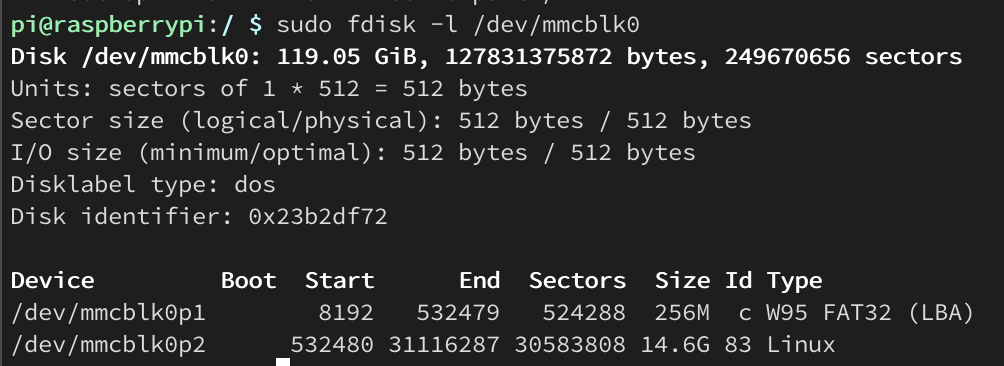 pi@raspberrypi:/ $ sudo fdisk -l /dev/mmcblk0
Disk /dev/mmcblk0: 119.05 GiB, 127831375872 bytes, 249670656 sectors
Units: sectors of 1 * 512 = 512 bytes
Sector size (logical/physical): 512 bytes / 512 bytes
I/O size (minimum/optimal): 512 bytes / 512 bytes
Disklabel type: dos
Disk identifier: 0x23b2df72
Device         Boot  Start      End  Sectors  Size Id Type
/dev/mmcblk0p1        8192   532479   524288  256M  c W95 FAT32 (LBA)
/dev/mmcblk0p2      532480 31116287 30583808 14.6G 83 Linux